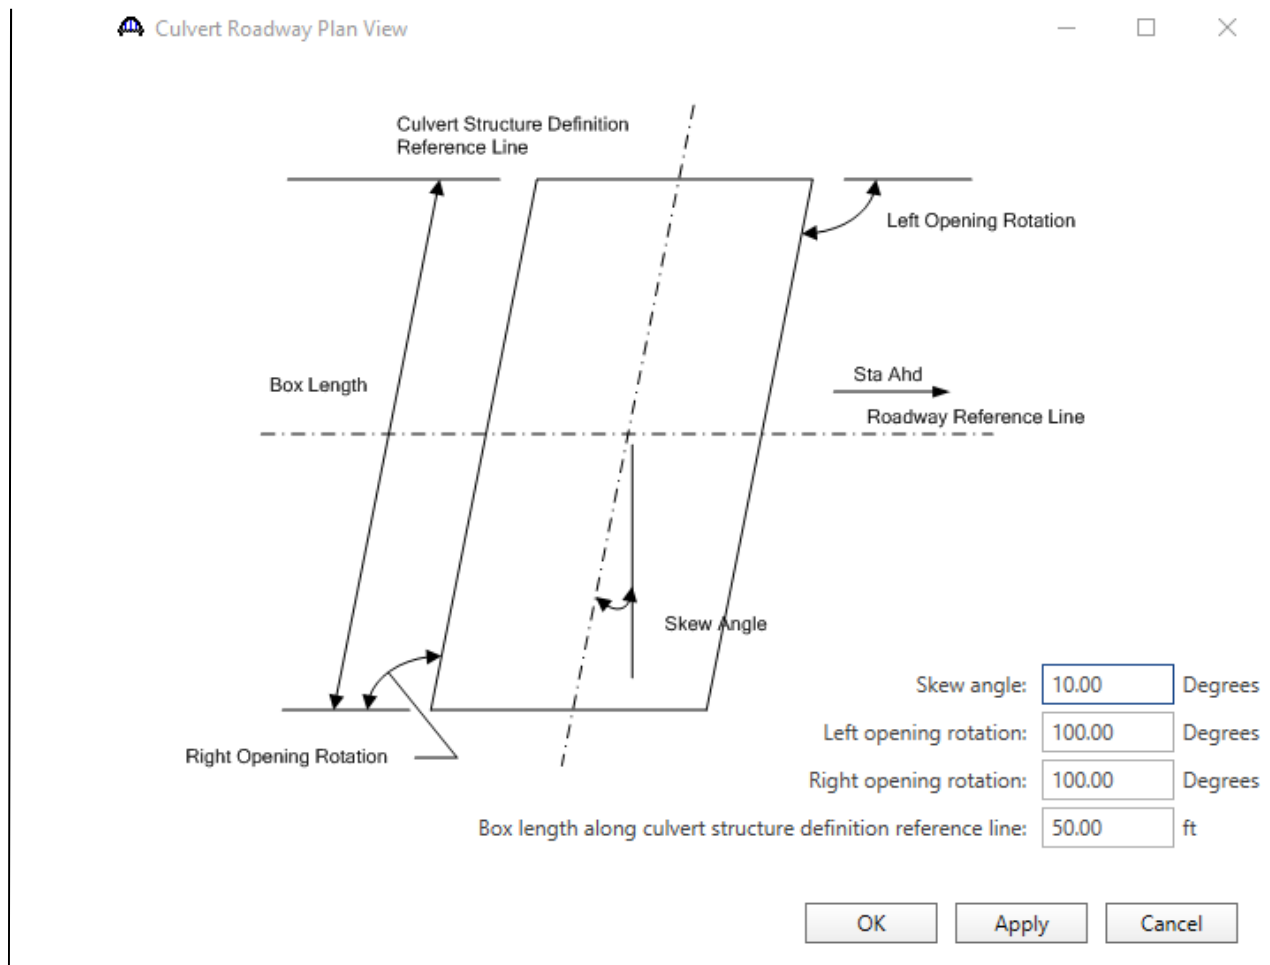 Culvert Roadway Plan View
Culvert Structure Definition
Reference Line
Left Opening Rotation
Box Length
Sta Ahd
Roadway Reference Line
Skew Angle
Right Opening Rotation
Skew angle: 10.00 Degrees
Left opening rotation: 100.00 Degrees
Right opening rotation: 100.00 Degrees
Box length along culvert structure definition reference line: 50.00 ft
OK Apply Cancel